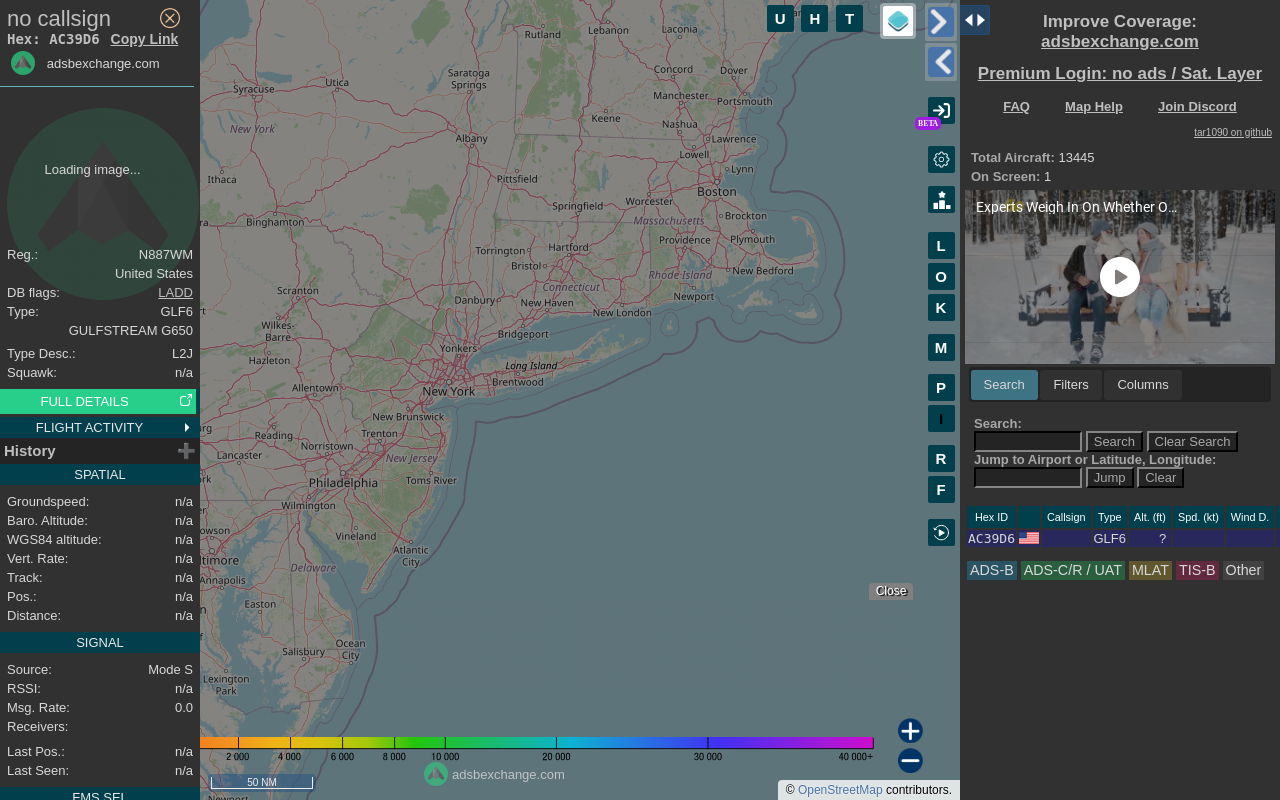 no callsign
Hex: AC39D6 Copy Link
adsbexchange.com
Loading image...
Reg.: N887WM
United States
DB flags: LADD
Type: GLF6
GULFSTREAM G650
Type Desc.: L2J
Squawk: n/a
FULL DETAILS
FLIGHT ACTIVITY
History
SPATIAL
Groundspeed: n/a
Baro. Altitude: n/a
WGS84 altitude: n/a
Vert. Rate: n/a
Track: n/a
Pos.: n/a
Distance: n/a
SIGNAL
Source: Mode S
RSSI: n/a
Msg. Rate: 0.0
Receivers:
Last Pos.: n/a
Last Seen: n/a
FMS SEL
U H T
BETA
L
O
K
M
P
I
R
F
Rutland
Lebanon
Laconia
Utica
Syracuse
Saratoga
Springs
Concord
Dover
Manchester
Portsmouth
Keene
Nashua
New York
Albany
Lawrence
Lowell
Lynn
Ithaca
Pittsfield
Boston
Worcester
Springfield
Massachusetts
Brockton
Binghamton
Torrington
Hartford
Providence
Plymouth
Bristol
Rhode Island
New Bedford
Connecticut
Newport
Scranton
Danbury
New Haven
New London
Wilkes-
Barre
Bridgeport
Yonkers
Hazleton
Long Island
Allentown
Brentwood
New York
New Brunswick
Reading
Trenton
Norristown
Lancaster
New Jersey
Philadelphia
Toms River
Wilmington
Vineland
Atlantic
City
Delaware
Annapolis
Easton
Ocean
City
Salisbury
Lexington
Park
Close
2 000 4 000 6 000 8 000 10 000 20 000 30 000 40 000+
50 NM
adsbexchange.com
© OpenStreetMap contributors.
Improve Coverage:
adsbexchange.com
Premium Login: no ads / Sat. Layer
FAQ Map Help Join Discord
tar1090 on github
Total Aircraft: 13445
On Screen: 1
Experts Weigh In On Whether O...
Search Filters Columns
Search:
Search Clear Search
Jump to Airport or Latitude, Longitude:
Jump Clear
Hex ID Callsign Type Alt. (ft) Spd. (kt) Wind D.
AC39D6 GLF6 ?
ADS-B ADS-C/R / UAT MLAT TIS-B Other